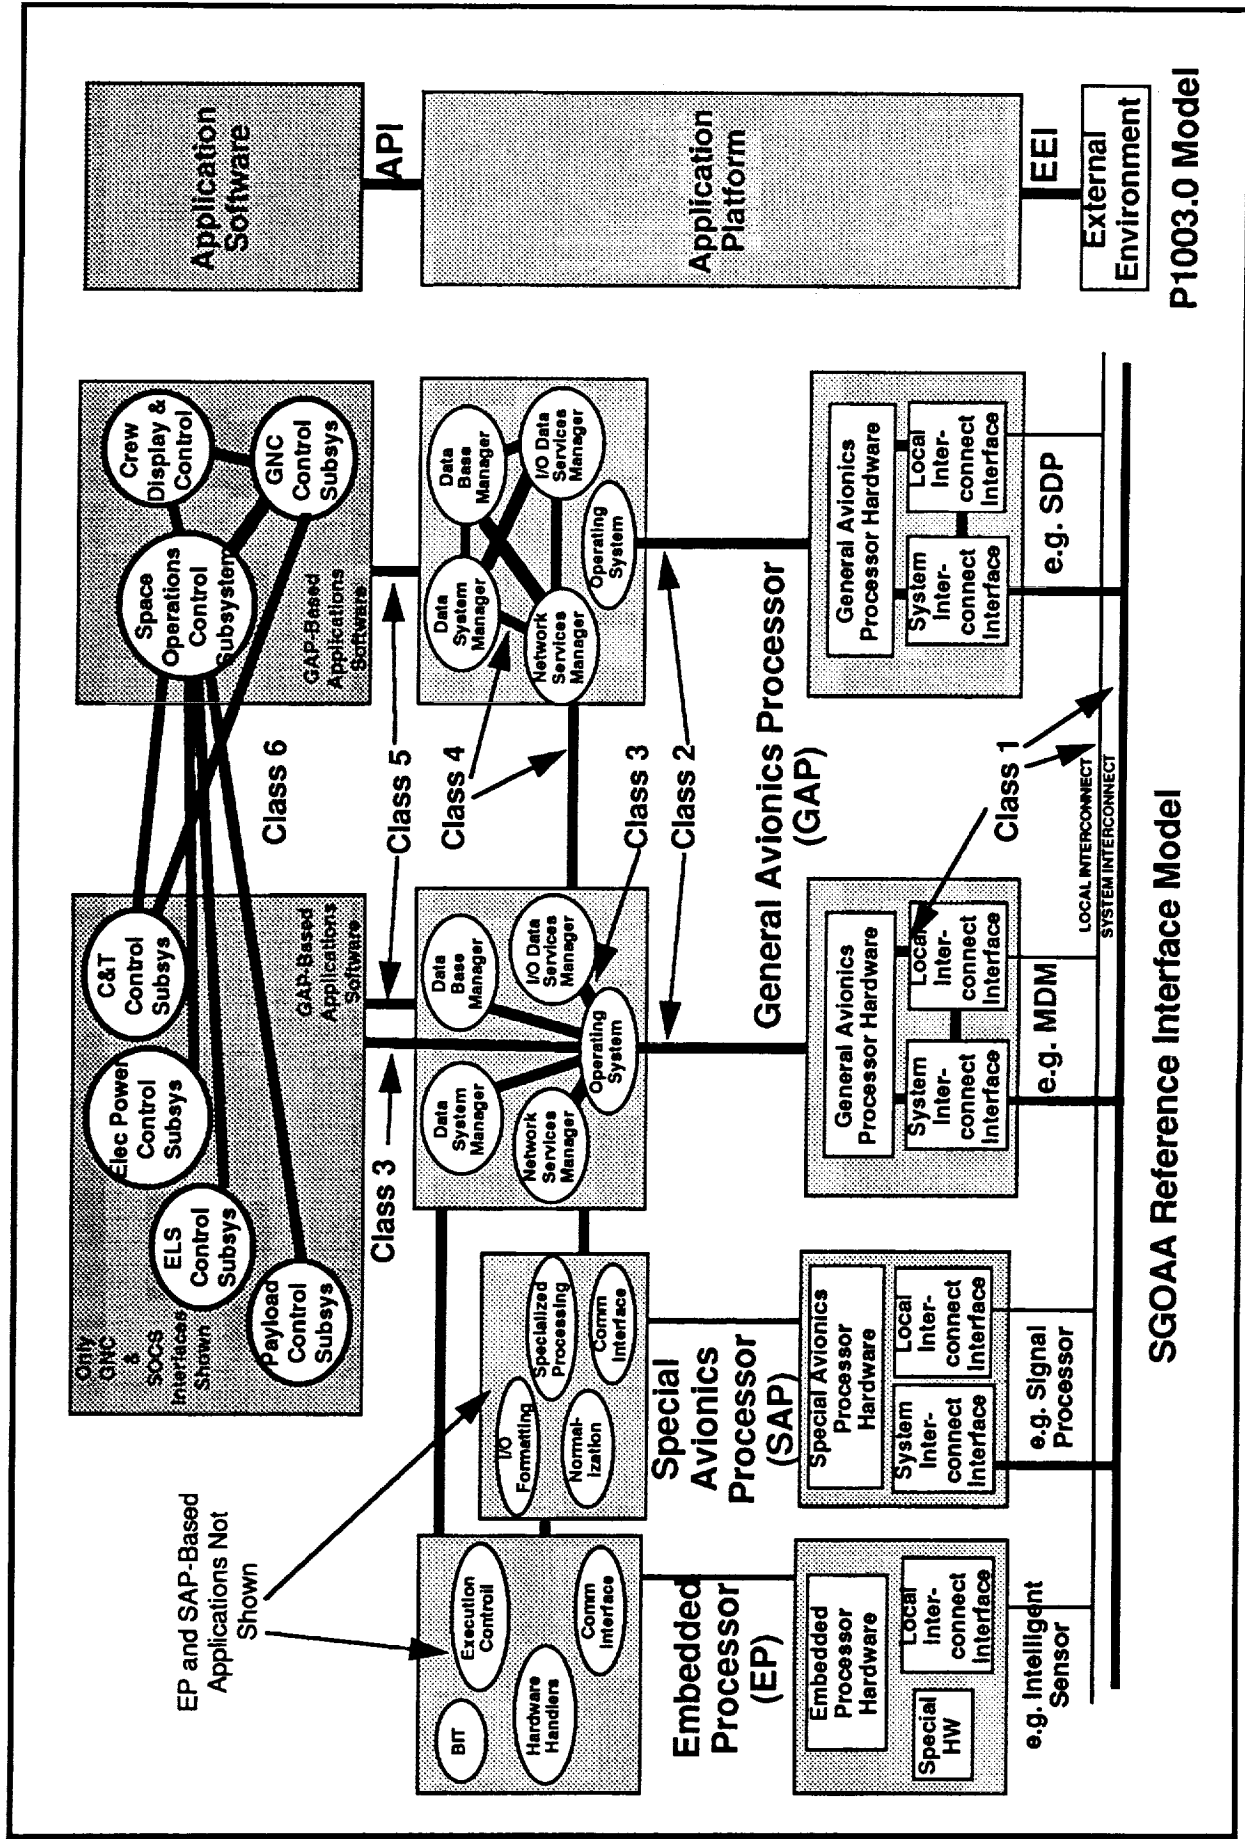 EP and SAP-Based
Applications Not
Shown
Only
GNC
&
SOCS
Interfaces
Shown
Payload
Control
Subsys
ELS
Control
Subsys
Elec Power
Control
Subsys
C&T
Control
Subsys
GAP-Based
Applications
Software
Class 6
Space
Operations
Control
Subsystem
Crew
Display &
Control
GNC
Control
Subsys
GAP-Based
Applications
Software
Application
Software
Class 3
Class 5
API
BIT
Execution
Controll
Hardware
Handlers
Comm
Interface
I/O
Formatting
Specialized
Processing
Normal-
ization
Comm
Interface
Data
System
Manager
Data
Base
Manager
Network
Services
Manager
I/O Data
Services
Manager
Operating
System
Class 4
Class 3
Class 2
Data
System
Manager
Data
Base
Manager
Network
Services
Manager
I/O Data
Services
Manager
Operating
System
Application
Platform
Embedded
Processor
(EP)
Special
Avionics
Processor
(SAP)
General Avionics Processor
(GAP)
Embedded
Processor
Hardware
Special
HW
Local
Inter-
connect
Interface
Special Avionics
Processor
Hardware
System
Inter-
connect
Interface
Local
Inter-
connect
Interface
General Avionics
Processor Hardware
System
Inter-
connect
Interface
Local
Inter-
connect
Interface
Class 1
General Avionics
Processor Hardware
System
Inter-
connect
Interface
Local
Inter-
connect
Interface
EEI
e.g. Intelligent
Sensor
e.g. Signal
Processor
e.g. MDM
e.g. SDP
LOCAL INTERCONNECT
SYSTEM INTERCONNECT
External
Environment
SGOAA Reference Interface Model
P1003.0 Model